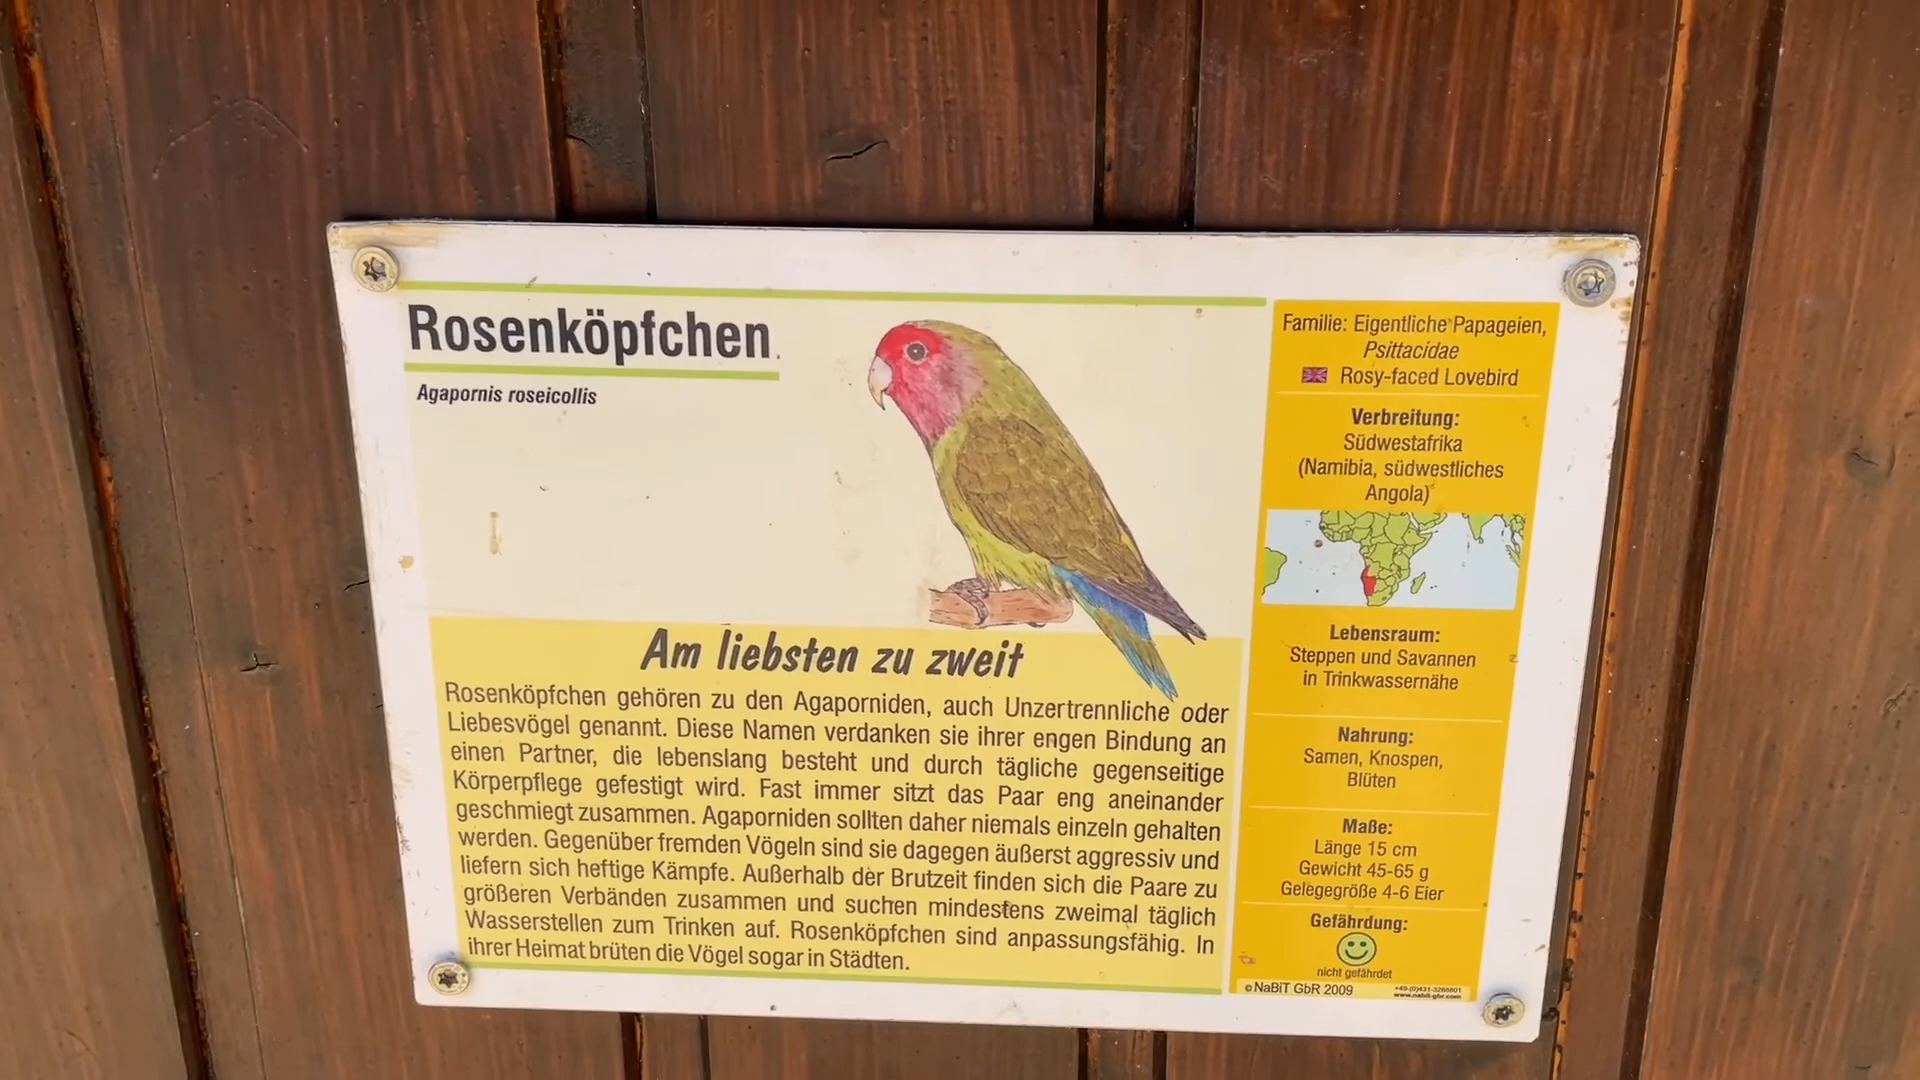 Rosenköpfchen
Agapornis roseicollis
Am liebsten zu zweit
Rosenköpfchen gehören zu den Agaporniden, auch Unzertrennliche oder
Liebesvögel genannt. Diese Namen verdanken sie ihrer engen Bindung an
einen Partner, die lebenslang besteht und durch tägliche gegenseitige
Körperpflege gefestigt wird. Fast immer sitzt das Paar eng aneinander
geschmiegt zusammen. Agaporniden sollten daher niemals einzeln gehalten
werden. Gegenüber fremden Vögeln sind sie dagegen äußerst aggressiv und
liefern sich heftige Kämpfe. Außerhalb der Brutzeit finden sich die Paare zu
größeren Verbänden zusammen und suchen mindestens zweimal täglich
Wasserstellen zum Trinken auf. Rosenköpfchen sind anpassungsfähig. In
ihrer Heimat brüten die Vögel sogar in Städten.
Familie: Eigentliche Papageien,
Psittacidae
Rosy-faced Lovebird
Verbreitung:
Südwestafrika
(Namibia, südwestliches
Angola)
Lebensraum:
Steppen und Savannen
in Trinkwassernähe
Nahrung:
Samen, Knospen,
Blüten
Maße:
Länge 15 cm
Gewicht 45-65 g
Gelegegröße 4-6 Eier
Gefährdung:
nicht gefährdet
© NaBiT GbR 2009
www.nabit-gbr.com